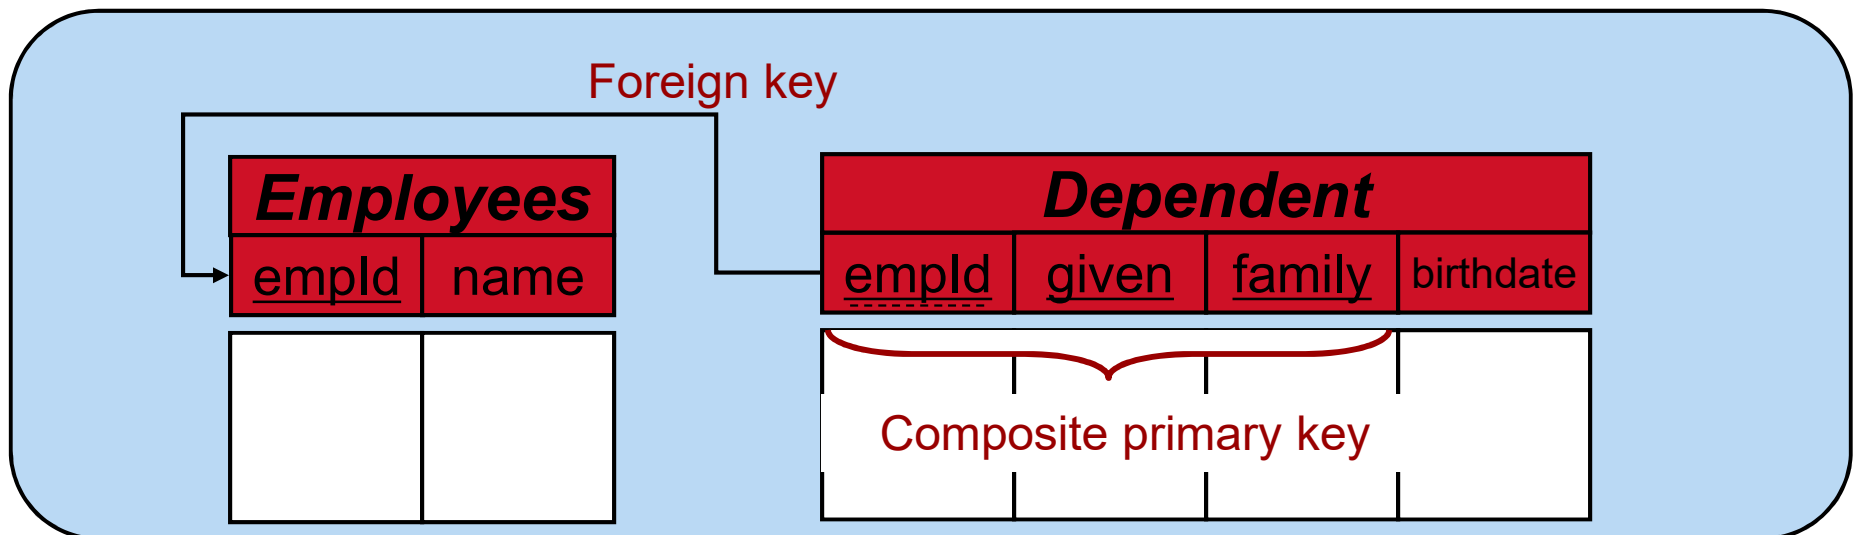 Foreign key
Employees
empId name
Dependent
empId given family birthdate
Composite primary key